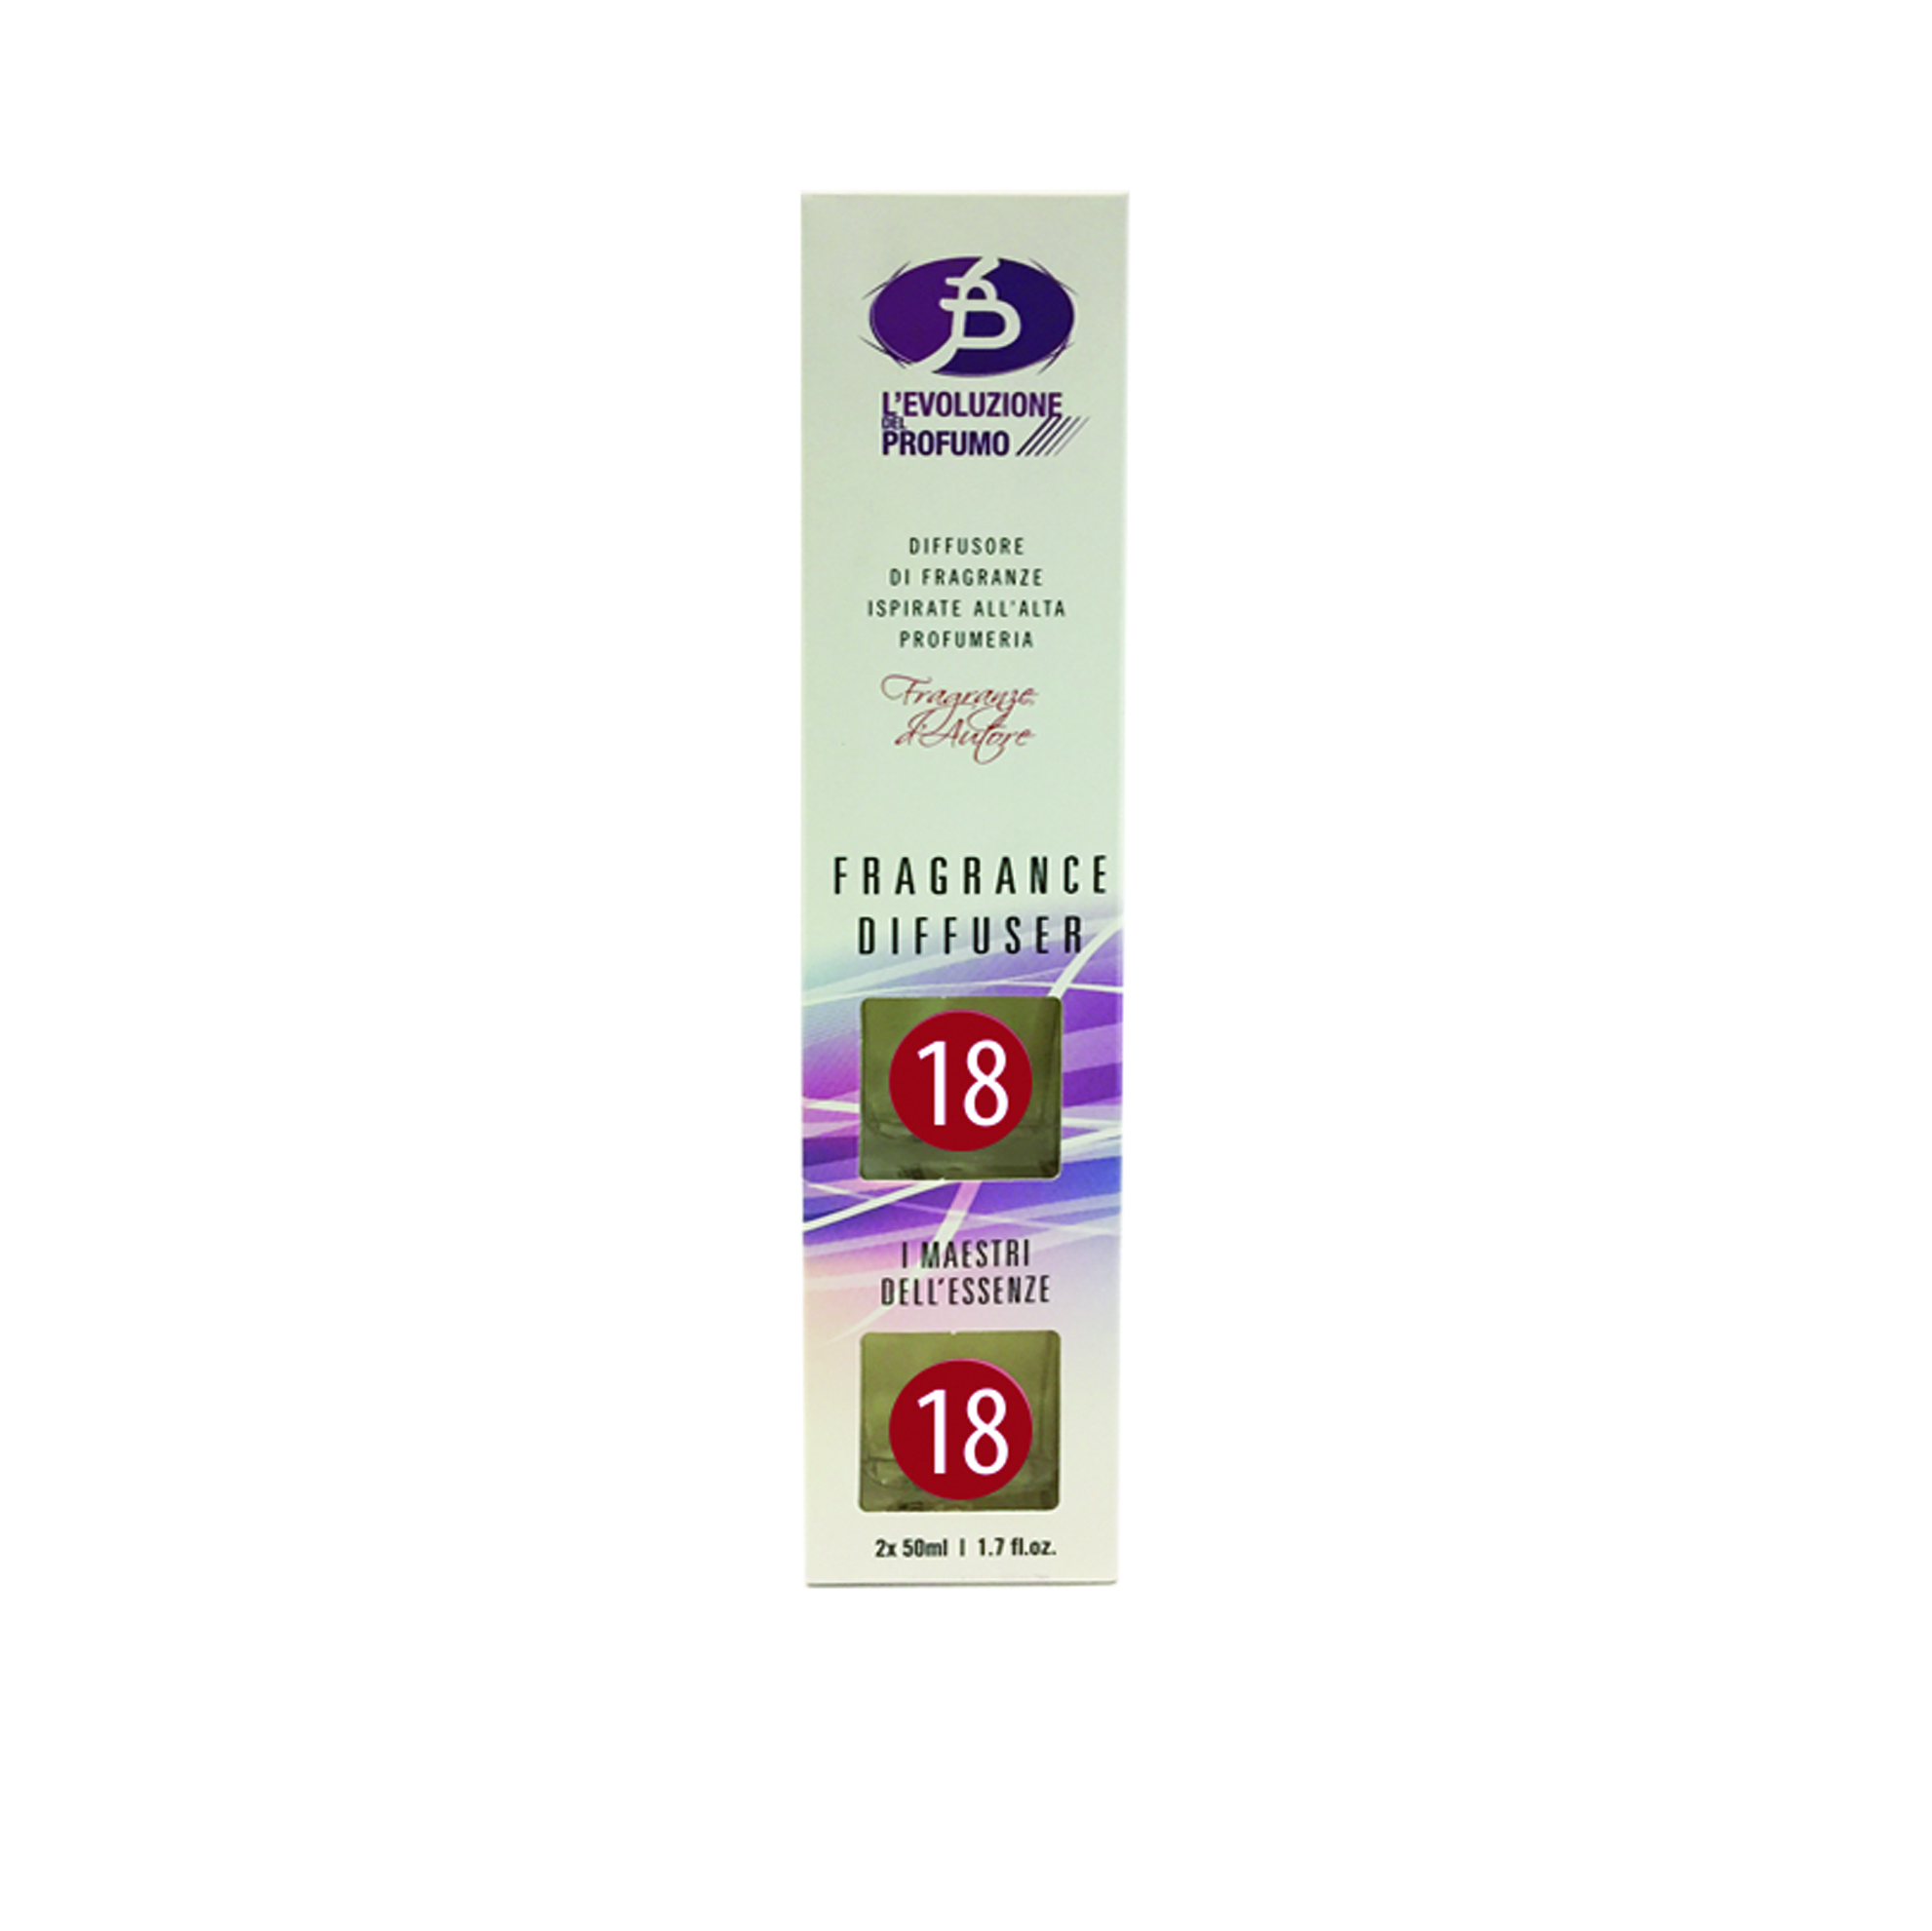 L'EVOLUZIONE
DEL
PROFUMO
DIFFUSORE
DI FRAGRANZE
ISPIRATE ALL'ALTA
PROFUMERIA
Fragranze
d'Autore
FRAGRANCE
DIFFUSER
18
I MAESTRI
DELL'ESSENZE
18
2x 50ml | 1.7 fl.oz.